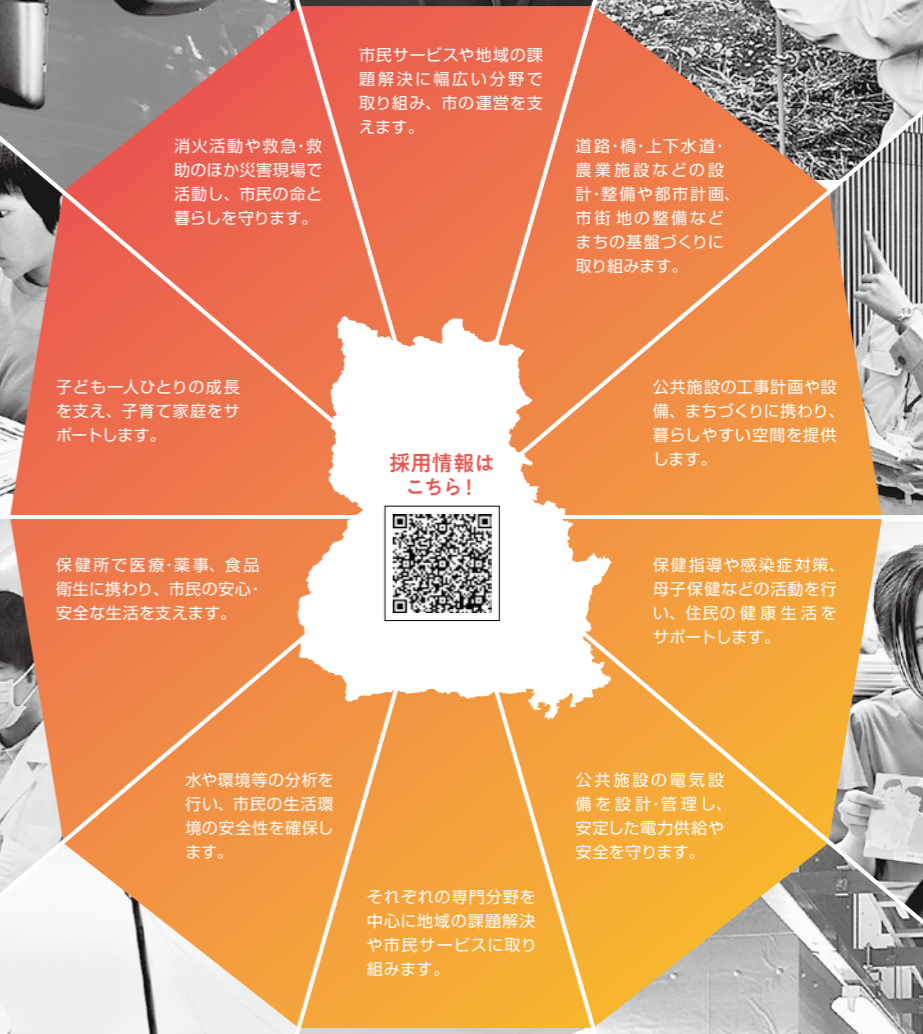 市民サービスや地域の課
題解決に幅広い分野で
取り組み、市の運営を支
えます。
道路・橋・上下水道・
農業施設などの設
計・整備や都市計画、
市街地の整備など
まちの基盤づくりに
取り組みます。
公共施設の工事計画や設
備、まちづくりに携わり、
暮らしやすい空間を提供
します。
保健指導や感染症対策、
母子保健などの活動を行
い、住民の健康生活を
サポートします。
公共施設の電気設
備を設計・管理し、
安定した電力供給や
安全を守ります。
それぞれの専門分野を
中心に地域の課題解決
や市民サービスに取り
組みます。
水や環境等の分析を
行い、市民の生活環
境の安全性を確保し
ます。
保健所で医療・薬事、食品
衛生に携わり、市民の安心・
安全な生活を支えます。
子ども一人ひとりの成長
を支え、子育て家庭をサ
ポートします。
消火活動や救急・救
助のほか災害現場で
活動し、市民の命と
暮らしを守ります。
採用情報は
こちら!